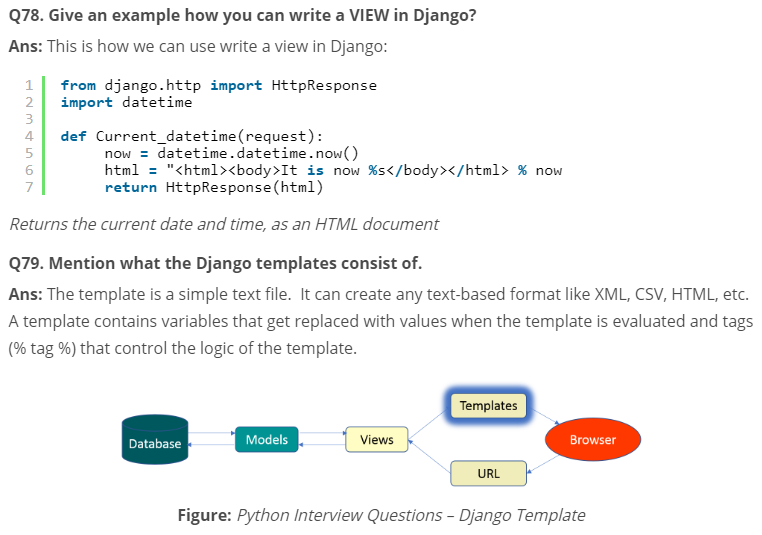 Q78. Give an example how you can write a VIEW in Django?
Ans: This is how we can use write a view in Django:
1 from django.http import HttpResponse
2 import datetime
3
4 def Current_datetime(request):
5 now = datetime.datetime.now()
6 html = "<html><body>It is now %s</body></html> % now
7 return HttpResponse(html)
Returns the current date and time, as an HTML document
Q79. Mention what the Django templates consist of.
Ans: The template is a simple text file.  It can create any text-based format like XML, CSV, HTML, etc.
A template contains variables that get replaced with values when the template is evaluated and tags
(% tag %) that control the logic of the template.
Templates
Database
Models
Views
Browser
URL
Figure: Python Interview Questions – Django Template